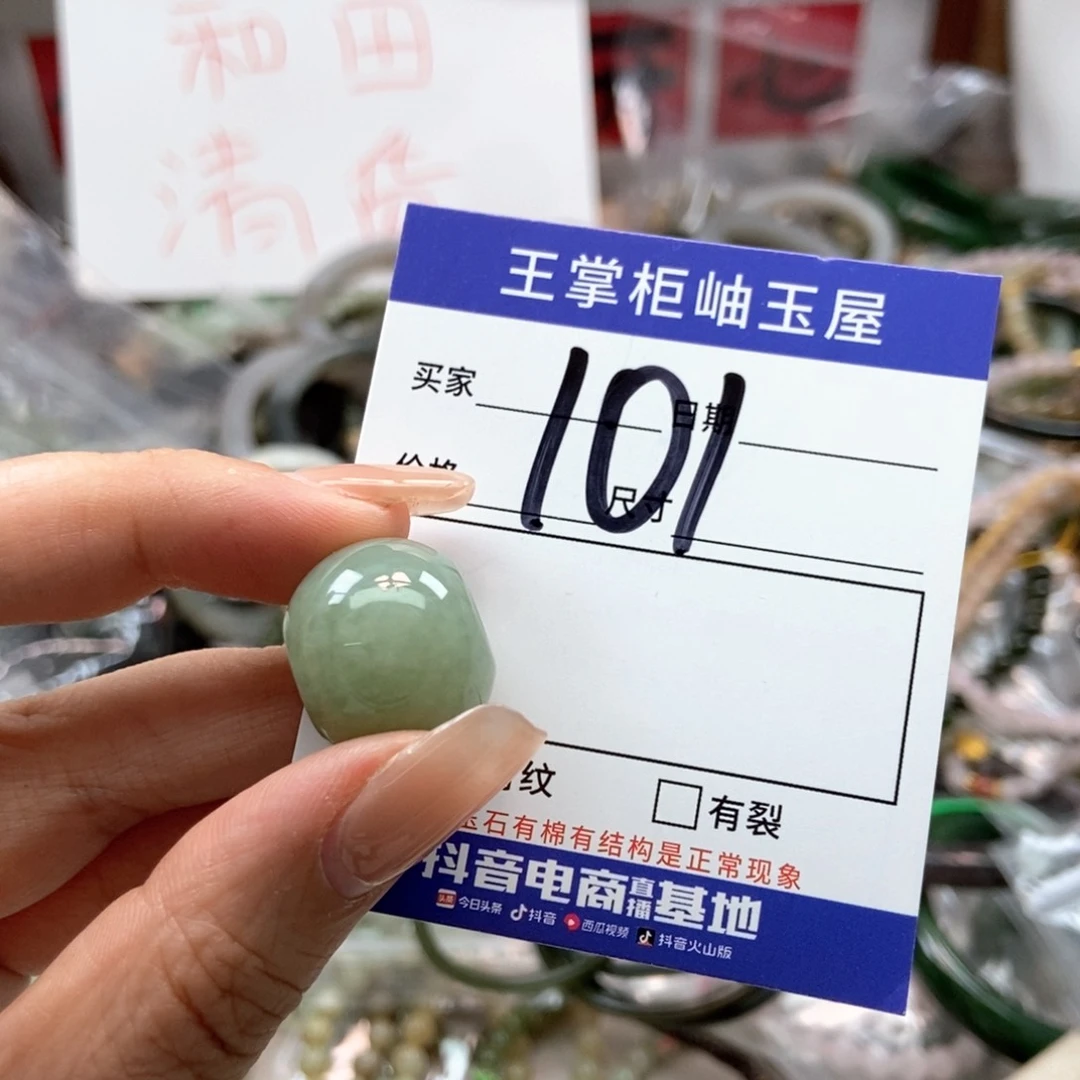 和田
清
王掌柜岫玉屋
买家 日期
101
价格 尺寸
纹 有裂
玉石有棉有结构是正常现象
抖音电商直播基地
今日头条 抖音 西瓜视频 抖音火山版